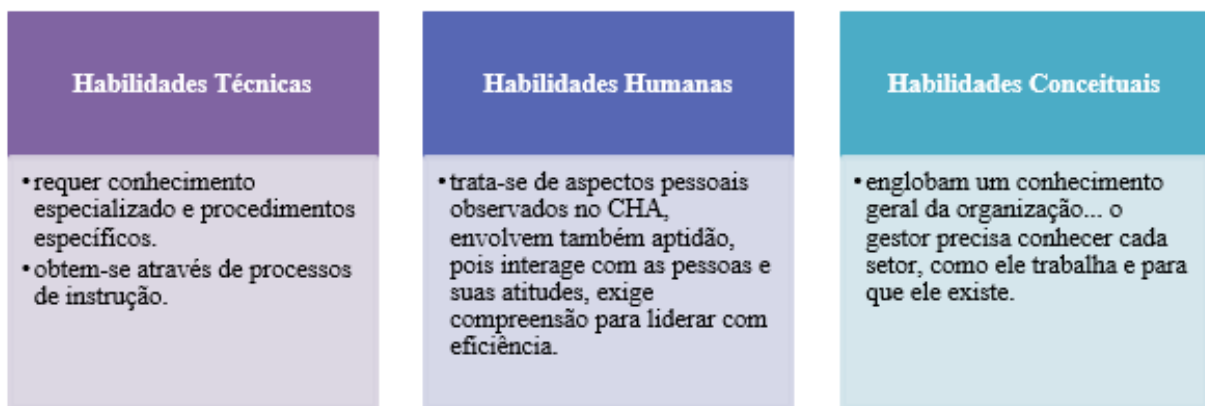 Habilidades Técnicas
• requer conhecimento
especializado e procedimentos
específicos.
• obtem-se através de processos
de instrução.
Habilidades Humanas
• trata-se de aspectos pessoais
observados no CHA,
envolvem também aptidão,
pois interage com as pessoas e
suas atitudes, exige
compreensão para liderar com
eficiência.
Habilidades Conceituais
• englobam um conhecimento
geral da organização... o
gestor precisa conhecer cada
setor, como ele trabalha e para
que ele existe.